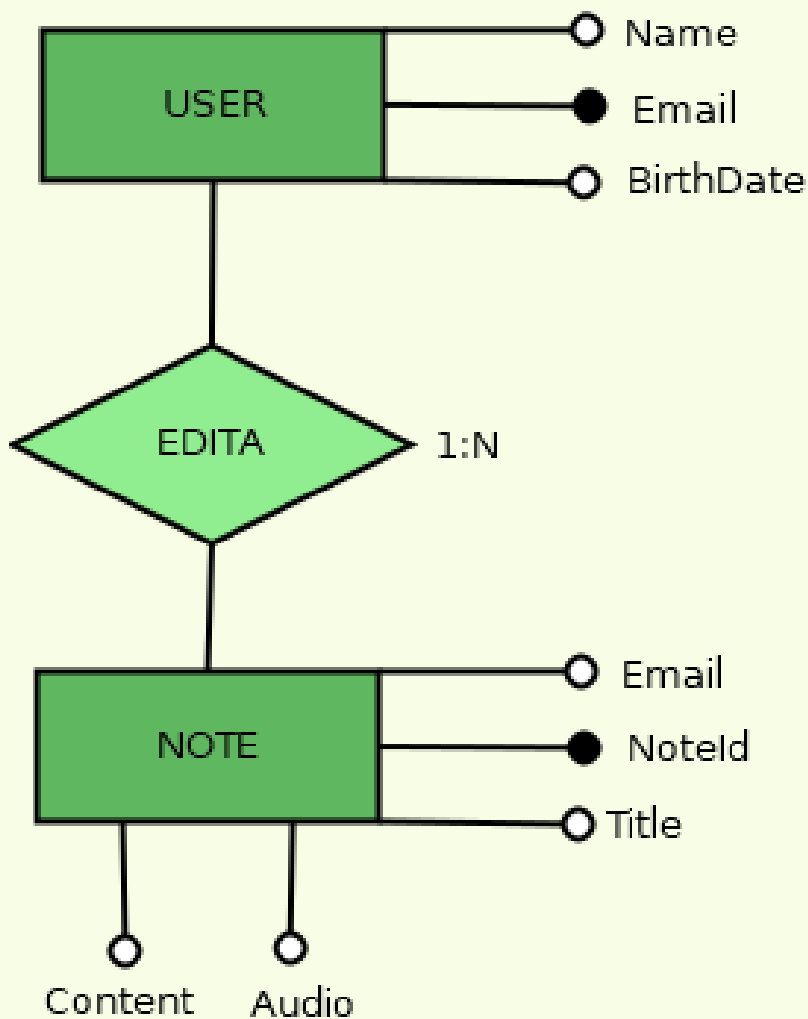 Name
USER
Email
BirthDate
EDITA
1:N
Email
NOTE
NoteId
Title
Content
Audio